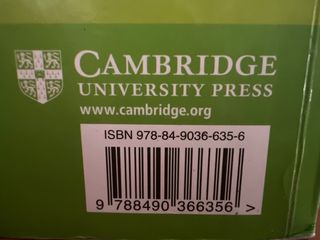 CAMBRIDGE
UNIVERSITY PRESS
www.cambridge.org
ISBN 978-84-9036-635-6
9 788490 366356 >